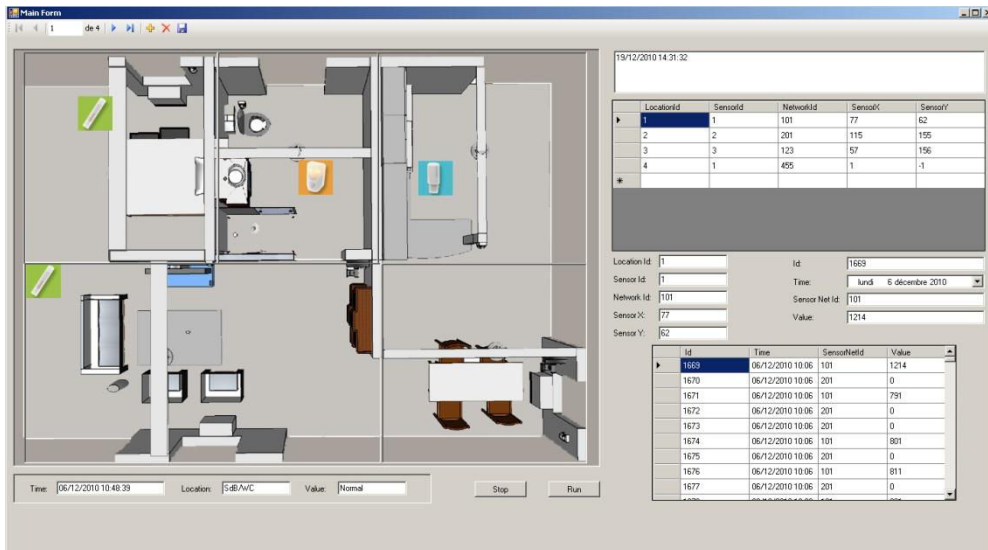 Main Form
1 de 4
19/12/2010 14:31:32
LocationId SensorId NetworkId SensorX SensorY
1 1 101 77 62
2 2 201 115 155
3 3 123 57 156
4 1 455 1 -1
Location Id: 1
Sensor Id: 1
Network Id: 101
Sensor X: 77
Sensor Y: 62
Id: 1669
Time: lundi 6 décembre 2010
Sensor Net Id: 101
Value: 1214
Id Time SensorNetId Value
1669 06/12/2010 10:06 101 1214
1670 06/12/2010 10:06 201 0
1671 06/12/2010 10:06 101 791
1672 06/12/2010 10:06 201 0
1673 06/12/2010 10:06 201 0
1674 06/12/2010 10:06 101 801
1675 06/12/2010 10:06 201 0
1676 06/12/2010 10:06 101 811
1677 06/12/2010 10:06 201 0
Time: 06/12/2010 10:48:39 Location: SdB/WC Value: Normal Stop Run